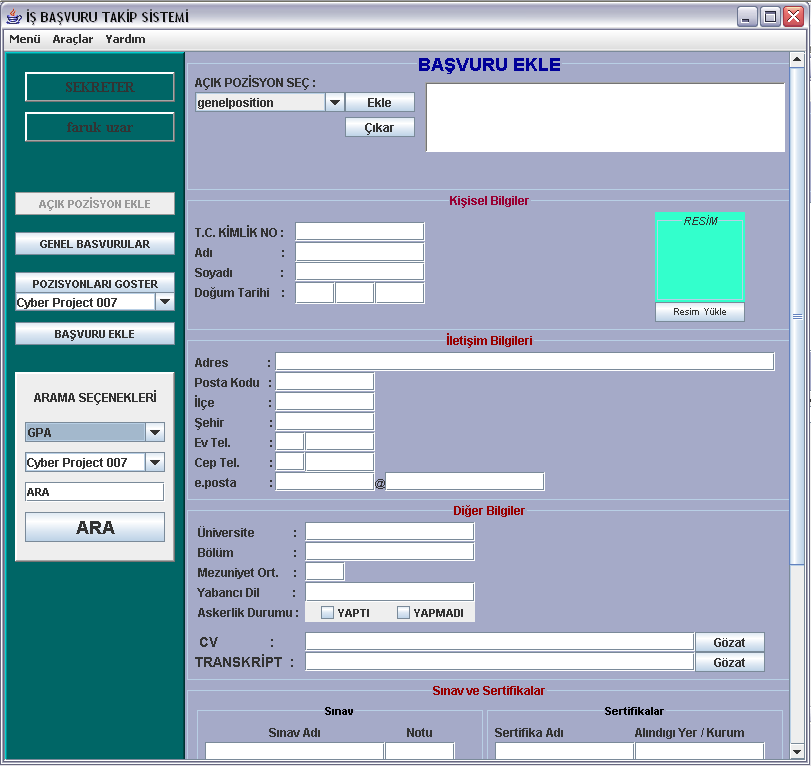 İŞ BAŞVURU TAKİP SİSTEMİ
Menü Araçlar Yardım
SEKRETER
faruk uzar
AÇIK POZİSYON EKLE
GENEL BASVURULAR
POZISYONLARI GOSTER
Cyber Project 007
BAŞVURU EKLE
ARAMA SEÇENEKLERİ
GPA
Cyber Project 007
ARA
ARA
BAŞVURU EKLE
AÇIK POZİSYON SEÇ :
genelposition
Ekle
Çıkar
Kişisel Bilgiler
T.C. KİMLİK NO :
Adı :
Soyadı :
Doğum Tarihi :
RESİM
Resim Yükle
İletişim Bilgileri
Adres :
Posta Kodu :
İlçe :
Şehir :
Ev Tel. :
Cep Tel. :
e.posta : @
Diğer Bilgiler
Üniversite :
Bölüm :
Mezuniyet Ort. :
Yabancı Dil :
Askerlik Durumu : YAPTI YAPMADI
CV : Gözat
TRANSKRİPT : Gözat
Sınav ve Sertifikalar
Sınav
Sınav Adı Notu
Sertifikalar
Sertifika Adı Alındıgı Yer / Kurum